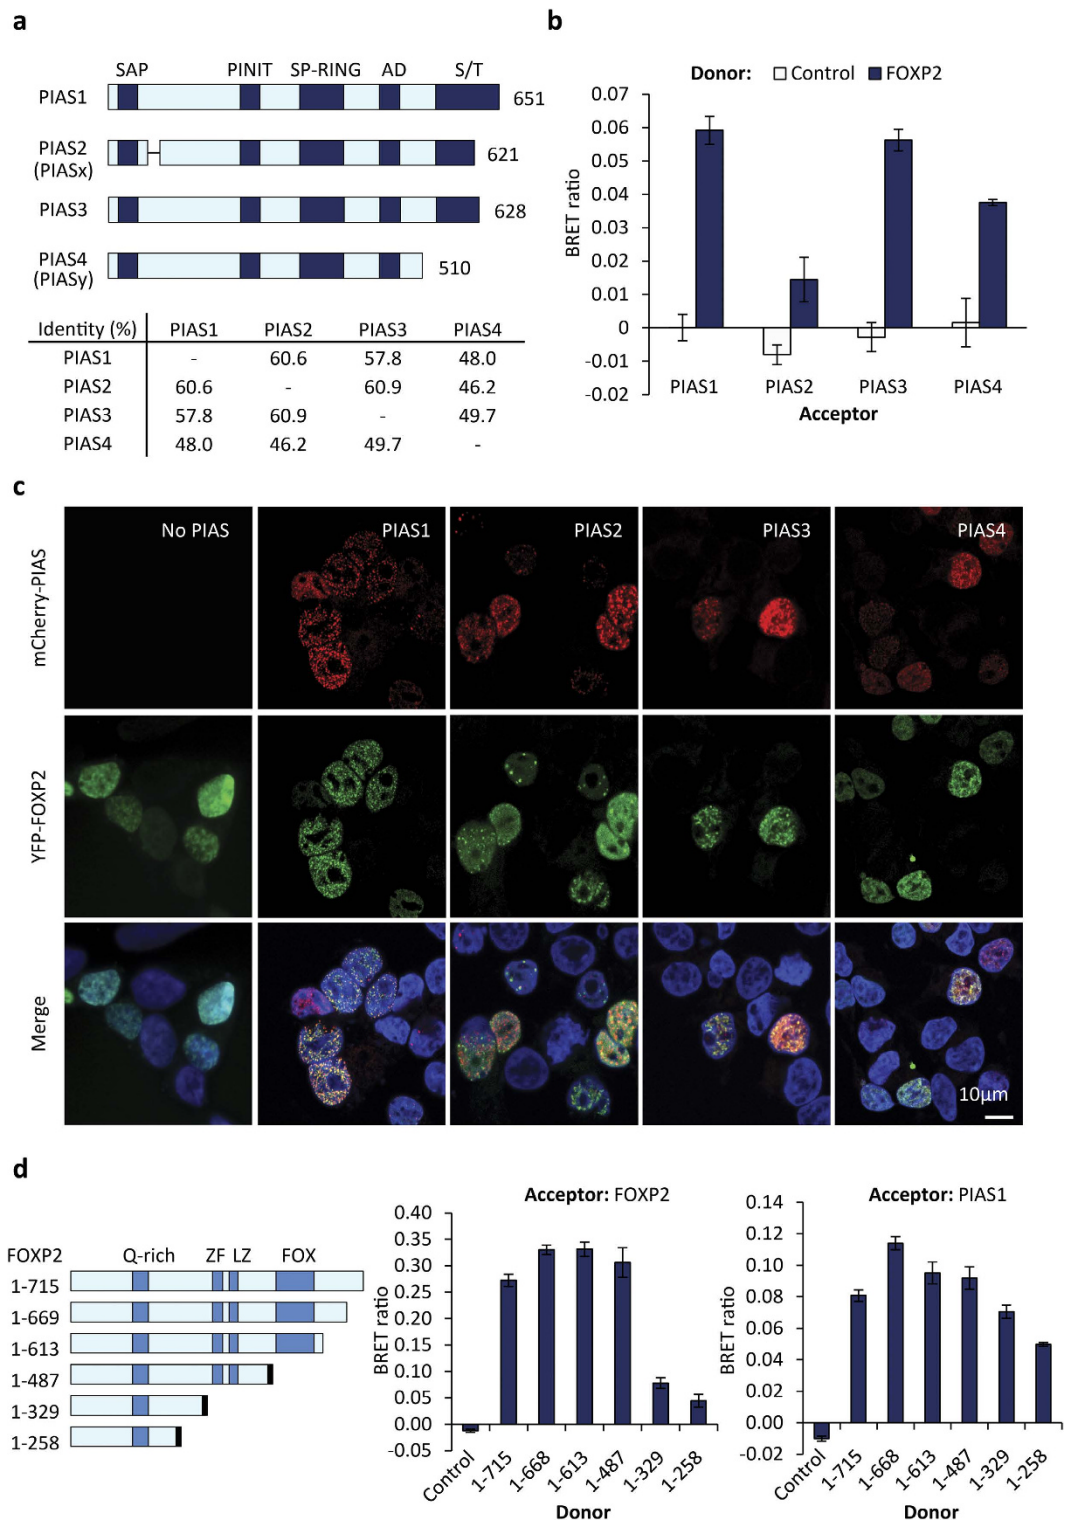 a
SAP PINIT SP-RING AD S/T
PIAS1 651
PIAS2
(PIASx)
621
PIAS3 628
PIAS4
(PIASy)
510
Identity (%) PIAS1 PIAS2 PIAS3 PIAS4
PIAS1 - 60.6 57.8 48.0
PIAS2 60.6 - 60.9 46.2
PIAS3 57.8 60.9 - 49.7
PIAS4 48.0 46.2 49.7 -
b
Donor: Control FOXP2
0.07
0.06
0.05
0.04
0.03
0.02
0.01
0
-0.01
-0.02
BRET ratio
PIAS1 PIAS2 PIAS3 PIAS4
Acceptor
c
No PIAS PIAS1 PIAS2 PIAS3 PIAS4
mCherry-PIAS
YFP-FOXP2
Merge
10µm
d
FOXP2 Q-rich ZF LZ FOX
1-715
1-669
1-613
1-487
1-329
1-258
Acceptor: FOXP2
0.40
0.35
0.30
0.25
0.20
0.15
0.10
0.05
0.00
-0.05
BRET ratio
Control 1-715 1-668 1-613 1-487 1-329 1-258
Donor
Acceptor: PIAS1
0.14
0.12
0.10
0.08
0.06
0.04
0.02
0.00
-0.02
BRET ratio
Control 1-715 1-668 1-613 1-487 1-329 1-258
Donor